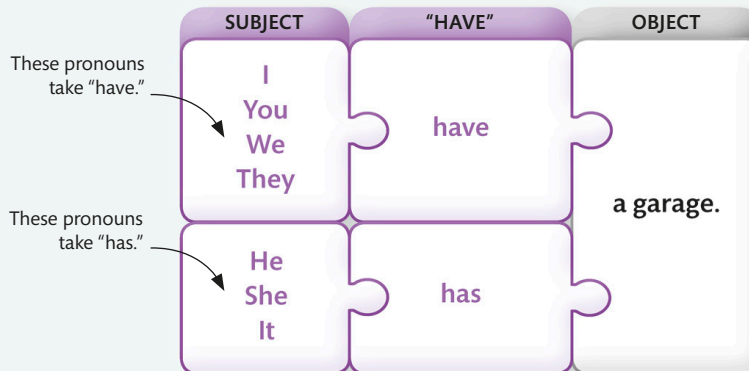 SUBJECT "HAVE" OBJECT
These pronouns
take “have.”
I
You
We
They
have
a garage.
These pronouns
take “has.”
He
She
It
has